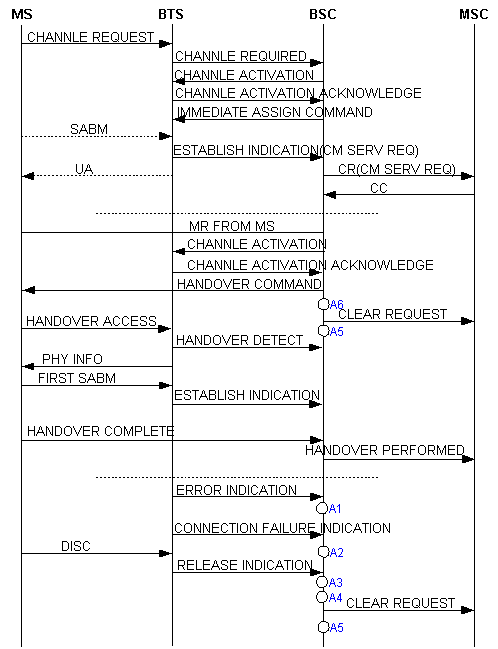 MS BTS BSC MSC
CHANNLE REQUEST
CHANNLE REQUIRED
CHANNLE ACTIVATION
CHANNLE ACTIVATION ACKNOWLEDGE
IMMEDIATE ASSIGN COMMAND
SABM
ESTABLISH INDICATION(CM SERV REQ)
UA
CR(CM SERV REQ)
CC
MR FROM MS
CHANNLE ACTIVATION
CHANNLE ACTIVATION ACKNOWLEDGE
HANDOVER COMMAND
A6
CLEAR REQUEST
HANDOVER ACCESS
A5
HANDOVER DETECT
PHY INFO
FIRST SABM
ESTABLISH INDICATION
HANDOVER COMPLETE
HANDOVER PERFORMED
ERROR INDICATION
A1
CONNECTION FAILURE INDICATION
DISC
A2
RELEASE INDICATION
A3
A4
CLEAR REQUEST
A5